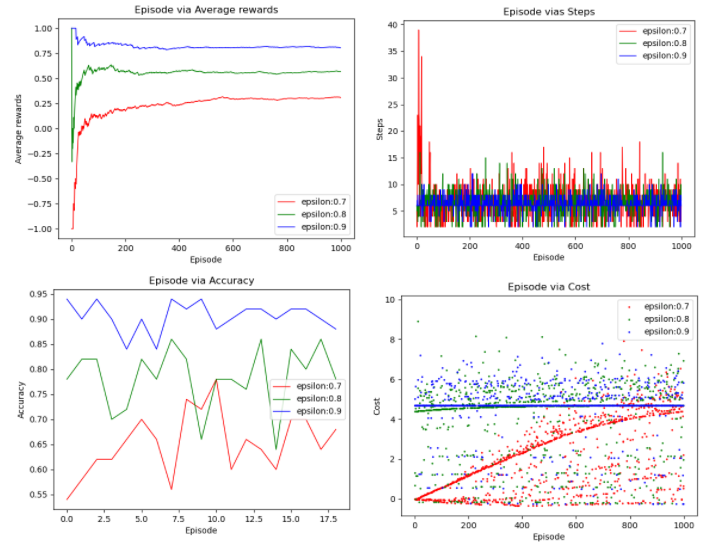 Episode via Average rewards
Average rewards
1.00
0.75
0.50
0.25
0.00
−0.25
−0.50
−0.75
−1.00
0 200 400 600 800 1000
Episode
epsilon:0.7
epsilon:0.8
epsilon:0.9
Episode vias Steps
Steps
40
35
30
25
20
15
10
5
0 200 400 600 800 1000
Episode
epsilon:0.7
epsilon:0.8
epsilon:0.9
Episode via Accuracy
Accuracy
0.95
0.90
0.85
0.80
0.75
0.70
0.65
0.60
0.55
0.0 2.5 5.0 7.5 10.0 12.5 15.0 17.5
Episode
epsilon:0.7
epsilon:0.8
epsilon:0.9
Episode via Cost
Cost
10
8
6
4
2
0
0 200 400 600 800 1000
Episode
epsilon:0.7
epsilon:0.8
epsilon:0.9